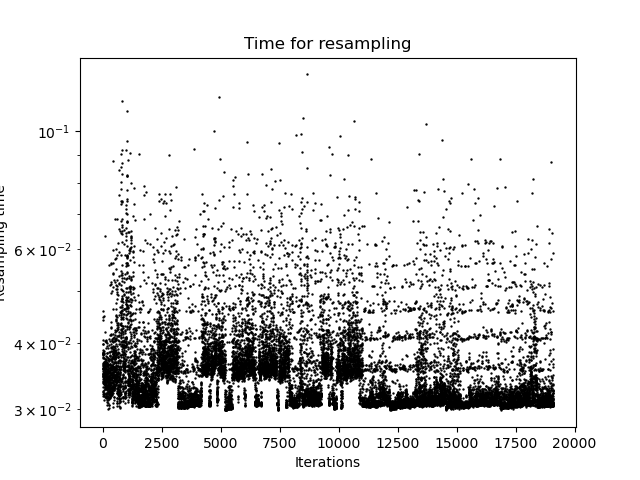 Time for resampling
Resampling time
10⁻¹
6 × 10⁻²
4 × 10⁻²
3 × 10⁻²
0 2500 5000 7500 10000 12500 15000 17500 20000
Iterations